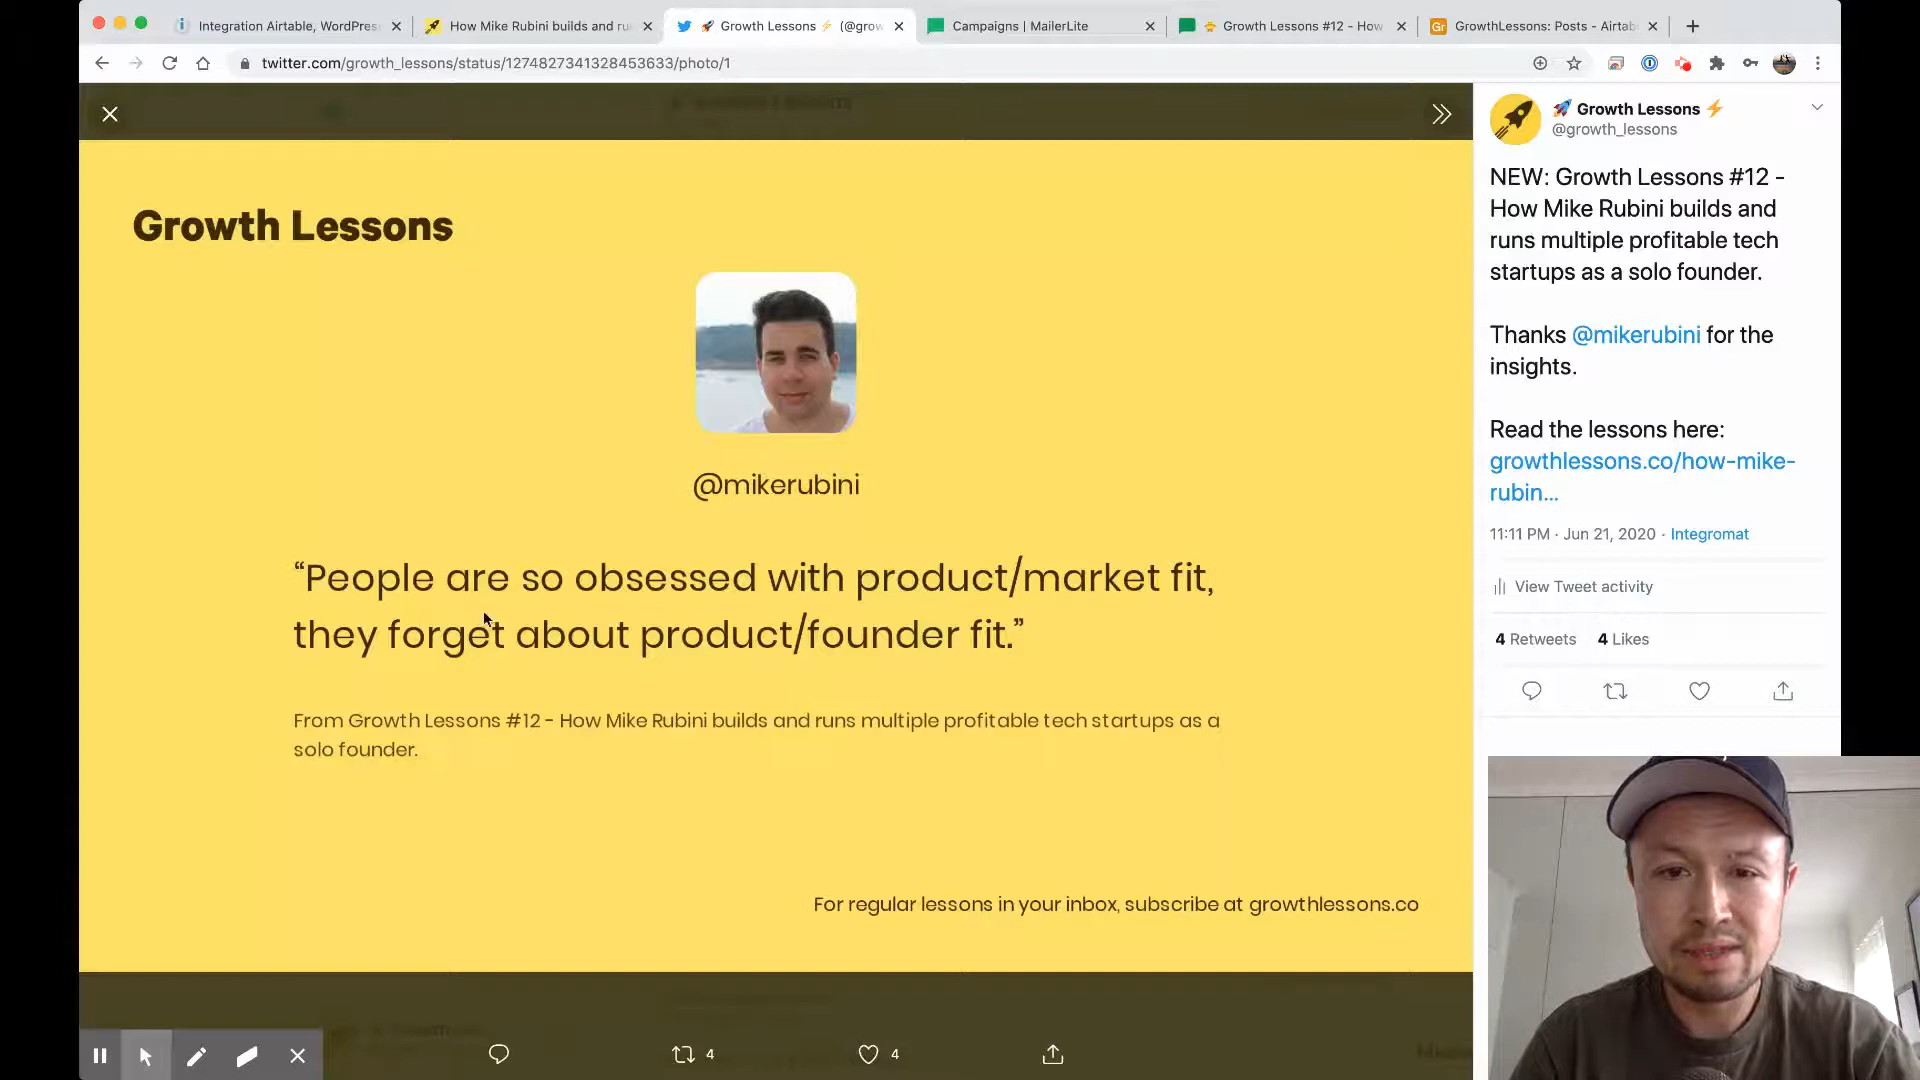 Integration Airtable, WordPres
How Mike Rubini builds and ru
Growth Lessons ⚡ (@grow
Campaigns | MailerLite
Growth Lessons #12 - How
Gr
GrowthLessons: Posts - Airtab
twitter.com/growth_lessons/status/1274827341328453633/photo/1
Growth Lessons
@mikerubini
“People are so obsessed with product/market fit,
they forget about product/founder fit.”
From Growth Lessons #12 - How Mike Rubini builds and runs multiple profitable tech startups as a
solo founder.
For regular lessons in your inbox, subscribe at growthlessons.co
4
4
🚀 Growth Lessons ⚡
@growth_lessons
NEW: Growth Lessons #12 -
How Mike Rubini builds and
runs multiple profitable tech
startups as a solo founder.
Thanks @mikerubini for the
insights.
Read the lessons here:
growthlessons.co/how-mike-
rubin...
11:11 PM · Jun 21, 2020 · Integromat
View Tweet activity
4 Retweets 4 Likes